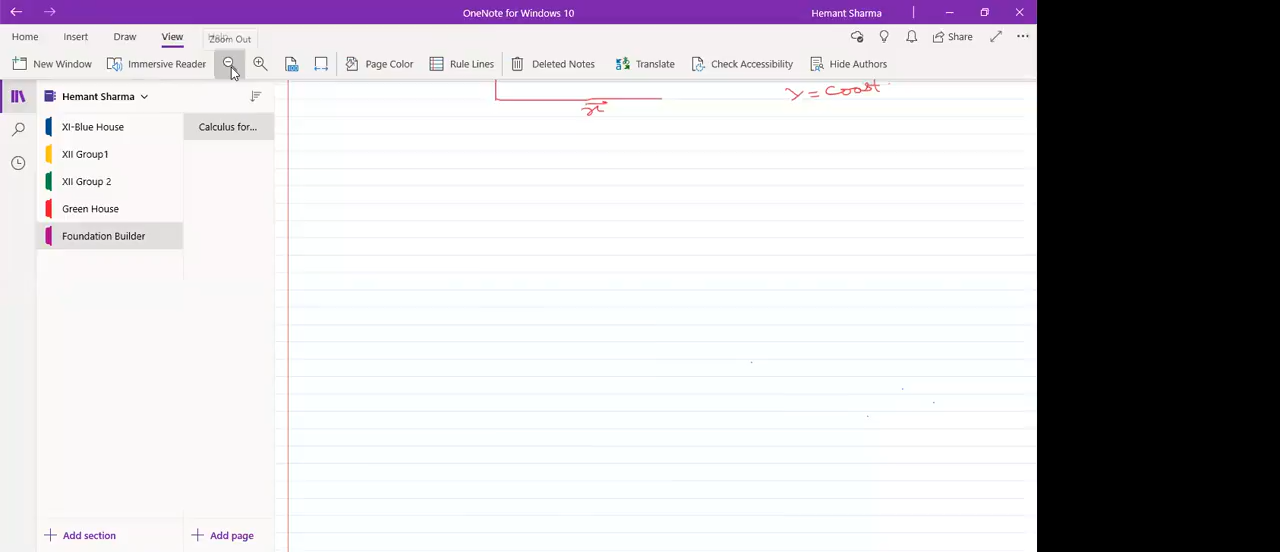 OneNote for Windows 10
Hemant Sharma
Home Insert Draw View Help
Zoom Out
Share
New Window Immersive Reader Page Color Rule Lines Deleted Notes Translate Check Accessibility Hide Authors
Hemant Sharma
XI-Blue House
XII Group1
XII Group 2
Green House
Foundation Builder
Calculus for...
x
y = const
Add section
Add page